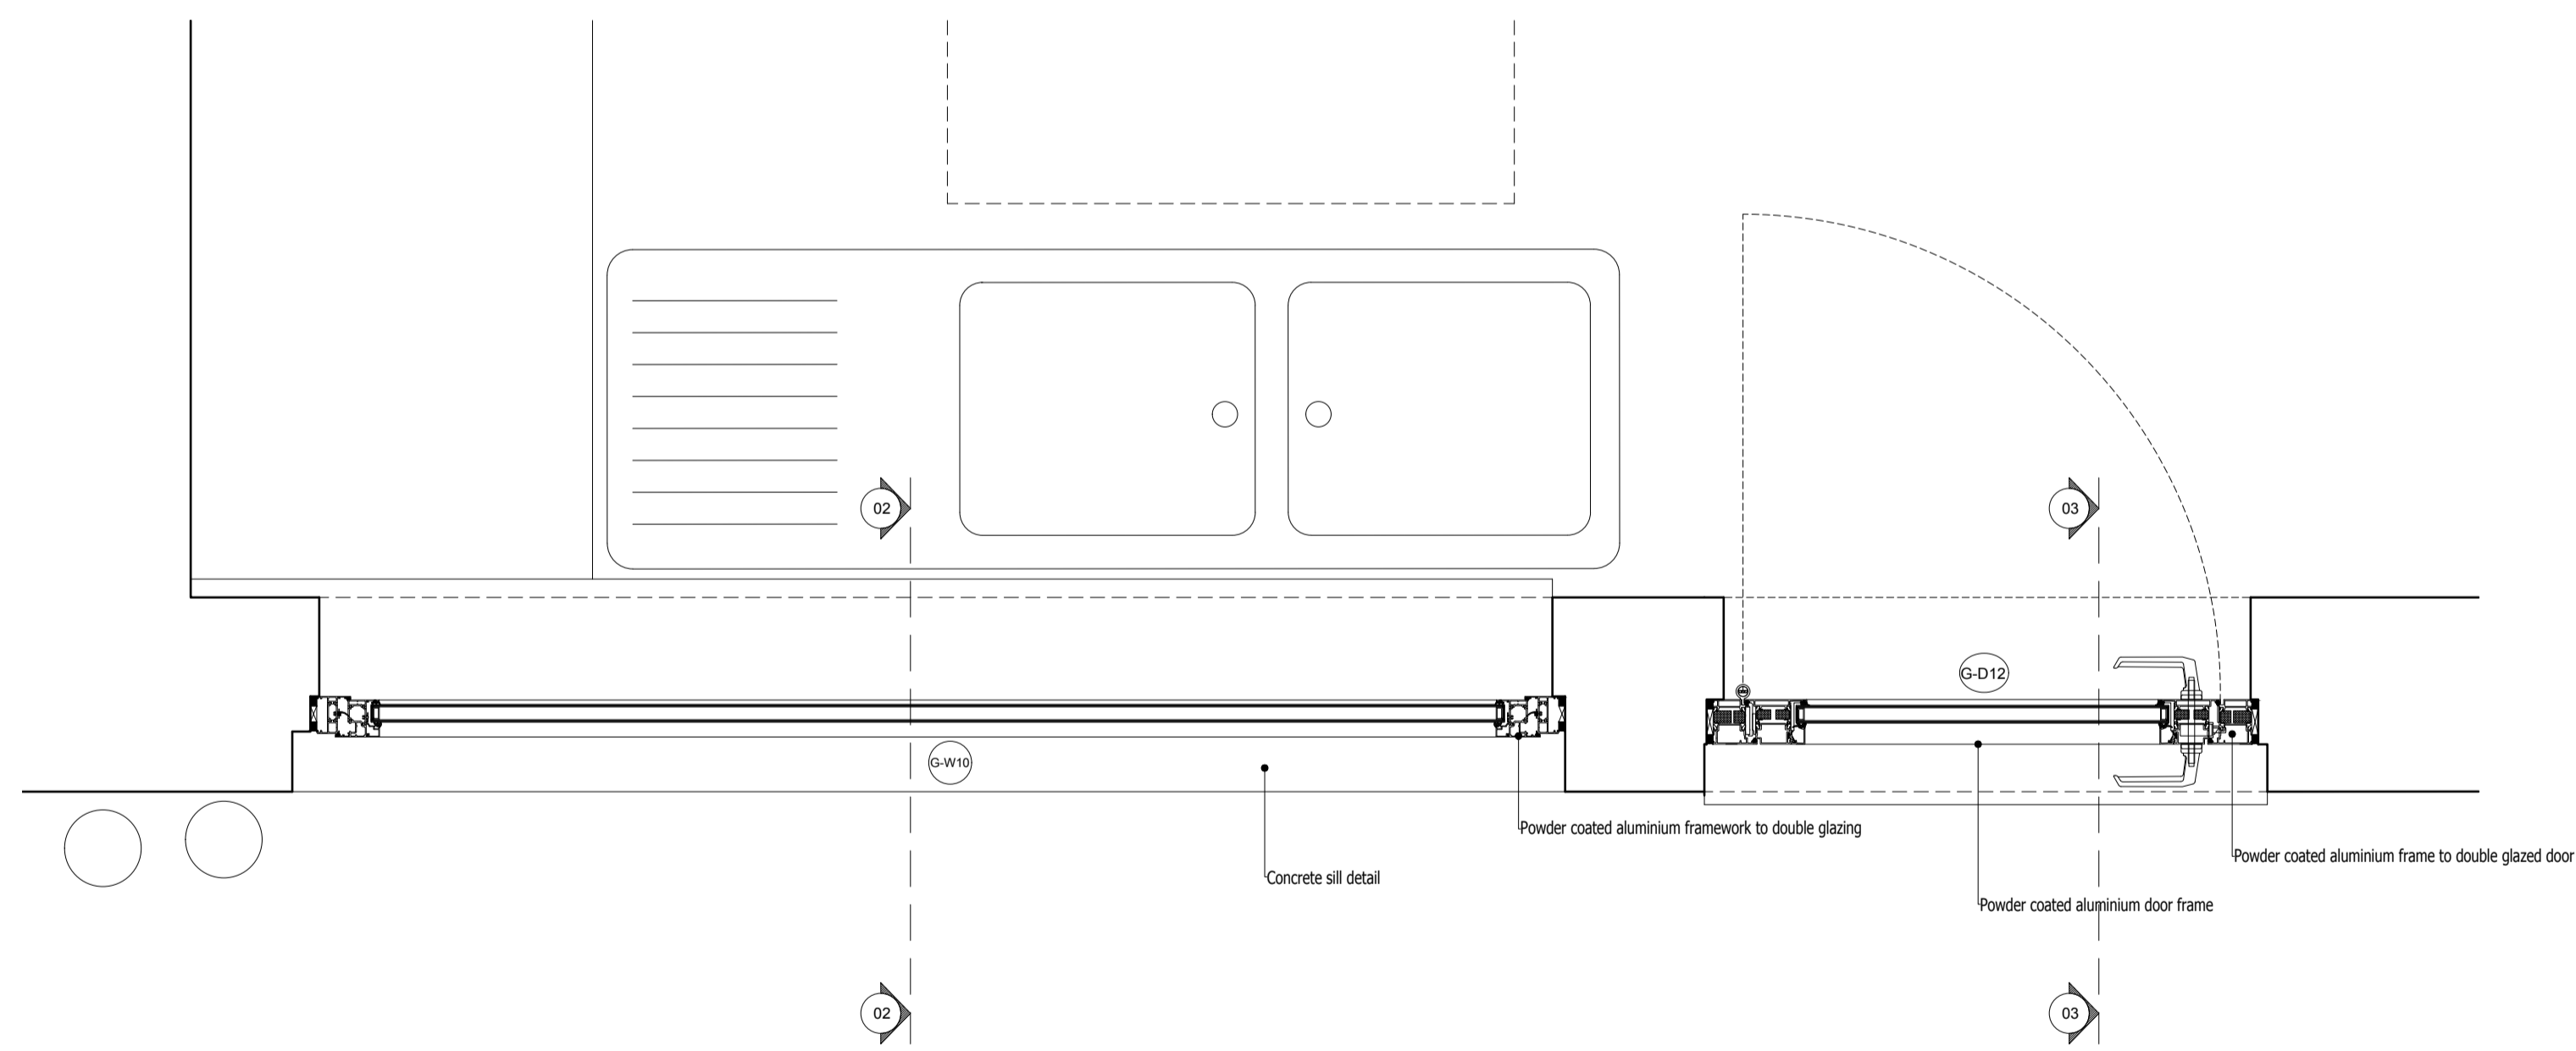 02
03
G-D12
G-W10
Powder coated aluminium framework to double glazing
Powder coated aluminium frame to double glazed door
Concrete sill detail
Powder coated aluminium door frame
02
03